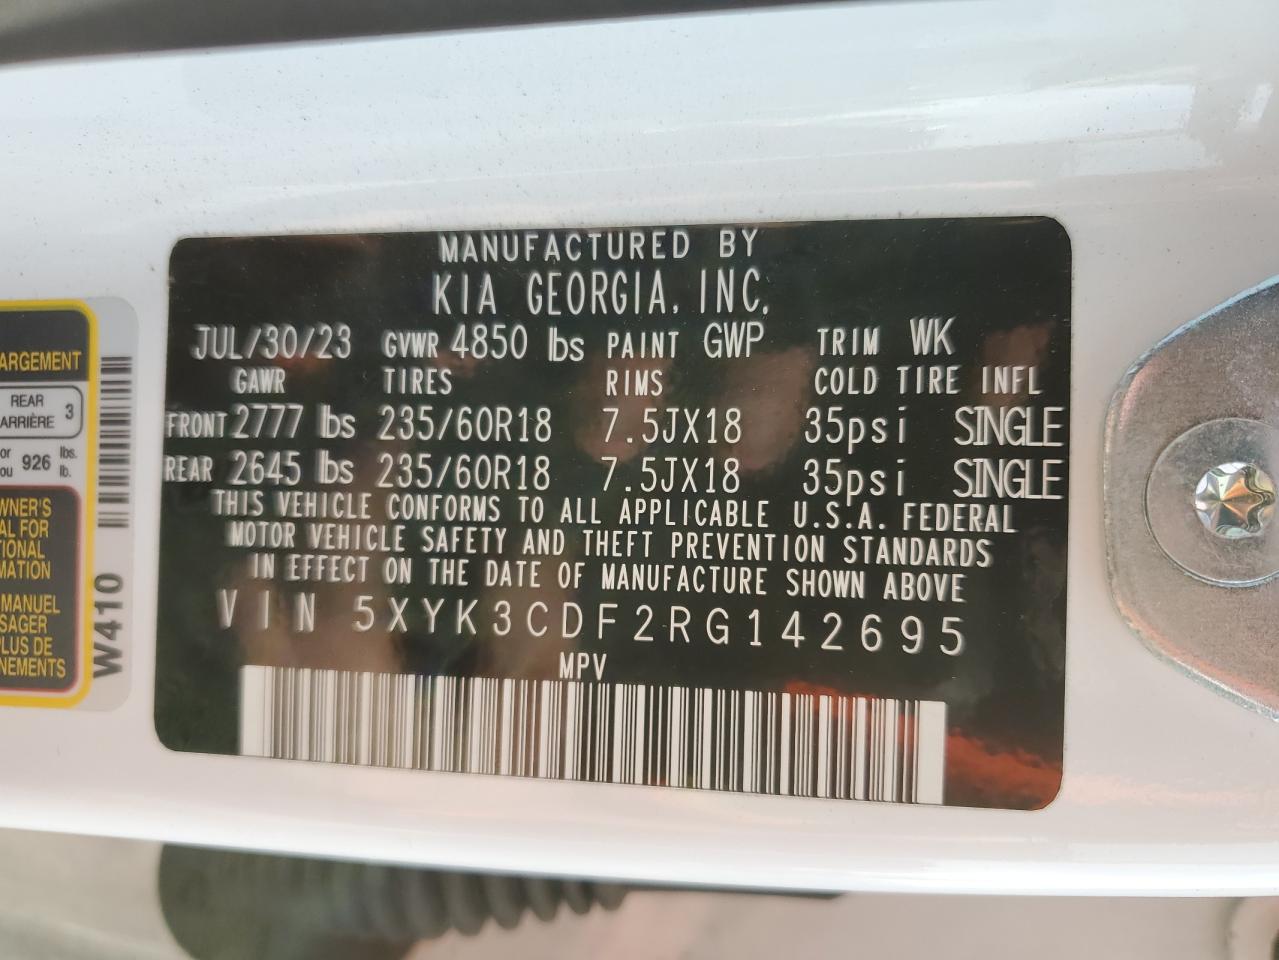 MANUFACTURED BY
KIA GEORGIA, INC.
JUL/30/23 GVWR 4850 lbs PAINT GWP TRIM WK
GAWR TIRES RIMS COLD TIRE INFL
FRONT 2777 lbs 235/60R18 7.5JX18 35psi SINGLE
REAR 2645 lbs 235/60R18 7.5JX18 35psi SINGLE
THIS VEHICLE CONFORMS TO ALL APPLICABLE U.S.A. FEDERAL
MOTOR VEHICLE SAFETY AND THEFT PREVENTION STANDARDS
IN EFFECT ON THE DATE OF MANUFACTURE SHOWN ABOVE
VIN 5XYK3CDF2RG142695
MPV
ARGEMENT
REAR 3
ARRIÈRE
or 926 lbs.
ou lb.
WNER'S
AL FOR
TIONAL
MATION
MANUEL
SAGER
PLUS DE
NEMENTS
W410